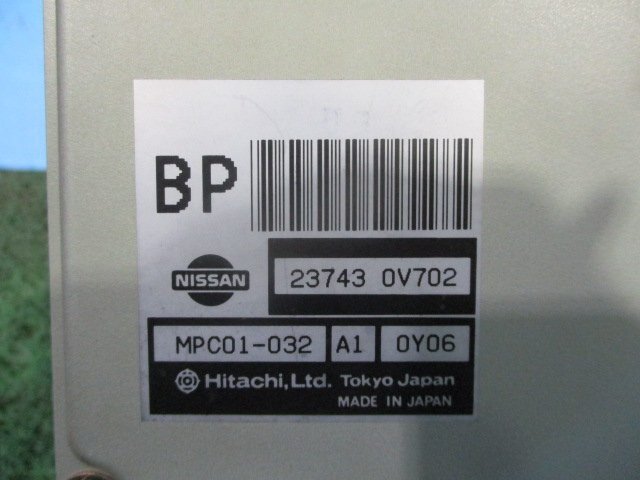 BP
NISSAN 23743 0V702
MPC01-032 A1 0Y06
Hitachi,Ltd. Tokyo Japan
MADE IN JAPAN